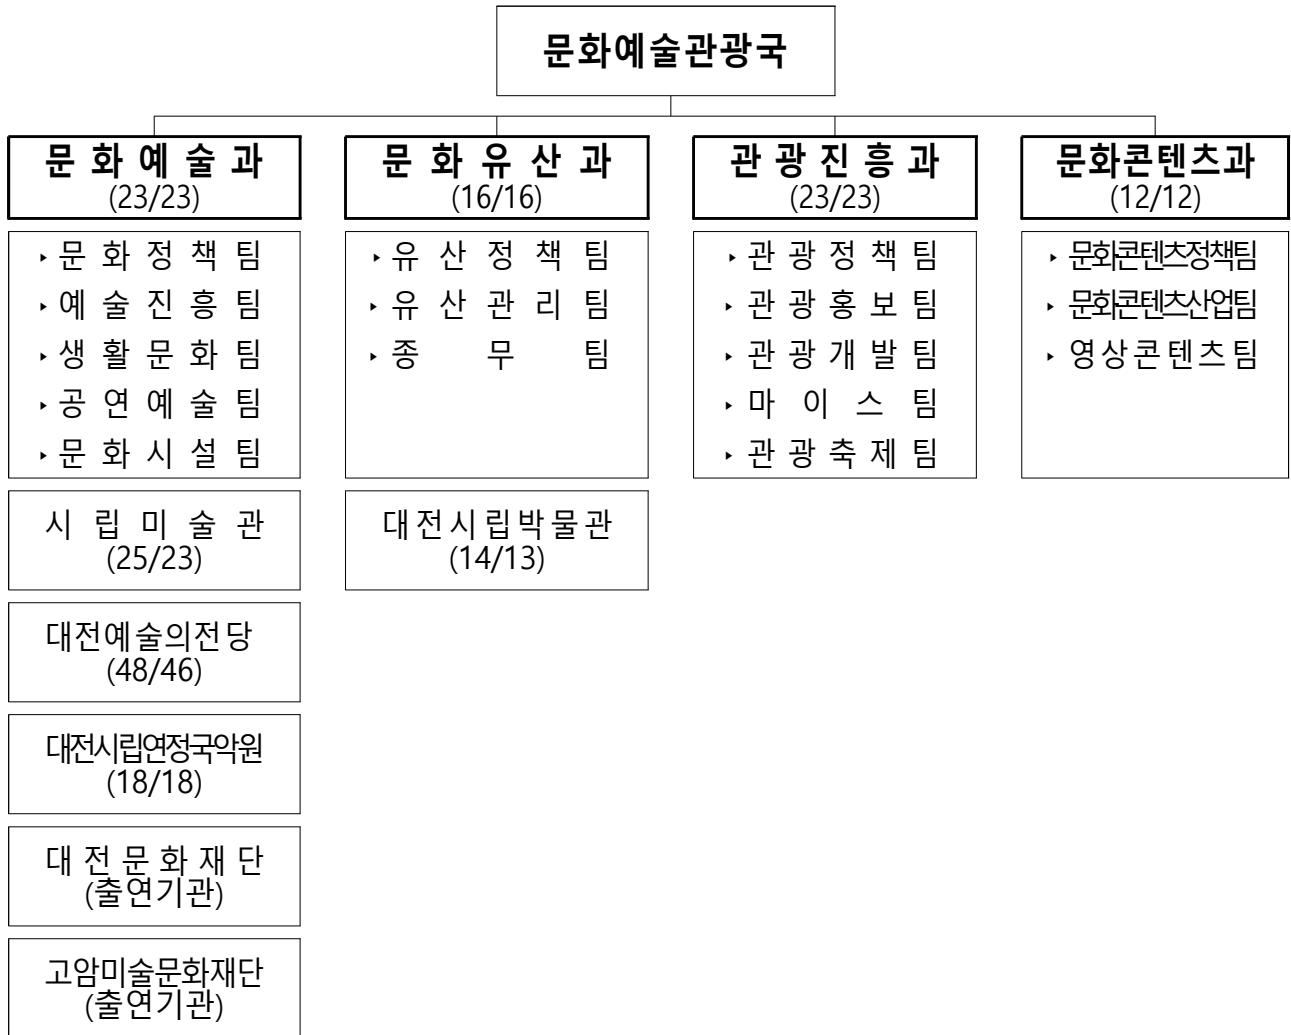 문화예술관광국
문화예술과
(23/23)
‣문화정책팀
‣예술진흥팀
‣생활문화팀
‣공연예술팀
‣문화시설팀
시립미술관
(25/23)
대전예술의전당
(48/46)
대전시립연정국악원
(18/18)
대전문화재단
(출연기관)
고암미술문화재단
(출연기관)
문화유산과
(16/16)
‣유산정책팀
‣유산관리팀
‣종무팀
대전시립박물관
(14/13)
관광진흥과
(23/23)
‣관광정책팀
‣관광홍보팀
‣관광개발팀
‣마이스팀
‣관광축제팀
문화콘텐츠과
(12/12)
‣ 문화콘텐츠정책팀
‣ 문화콘텐츠산업팀
‣ 영상콘텐츠팀